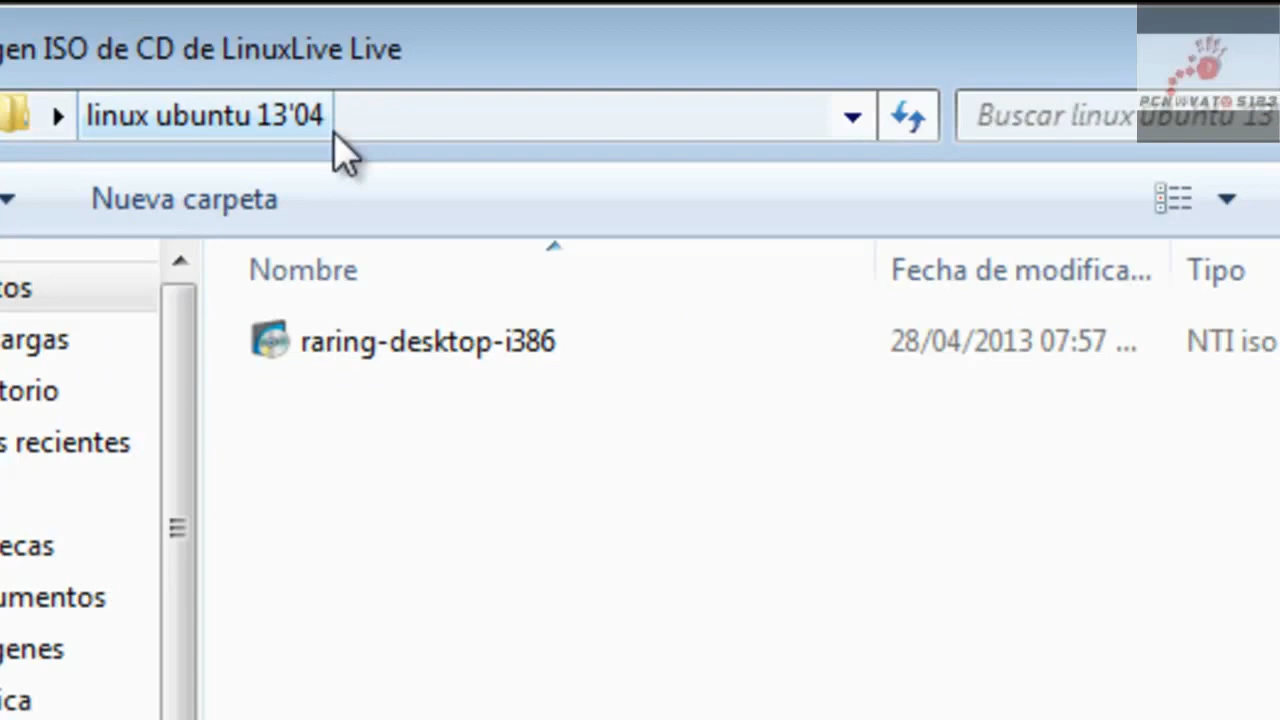 gen ISO de CD de LinuxLive Live
linux ubuntu 13'04
Buscar linux ubuntu 13
PCNOVATO5123
Nueva carpeta
Nombre
Fecha de modifica...
Tipo
raring-desktop-i386
28/04/2013 07:57 ...
NTI iso
tos
argas
torio
s recientes
ecas
umentos
genes
ica